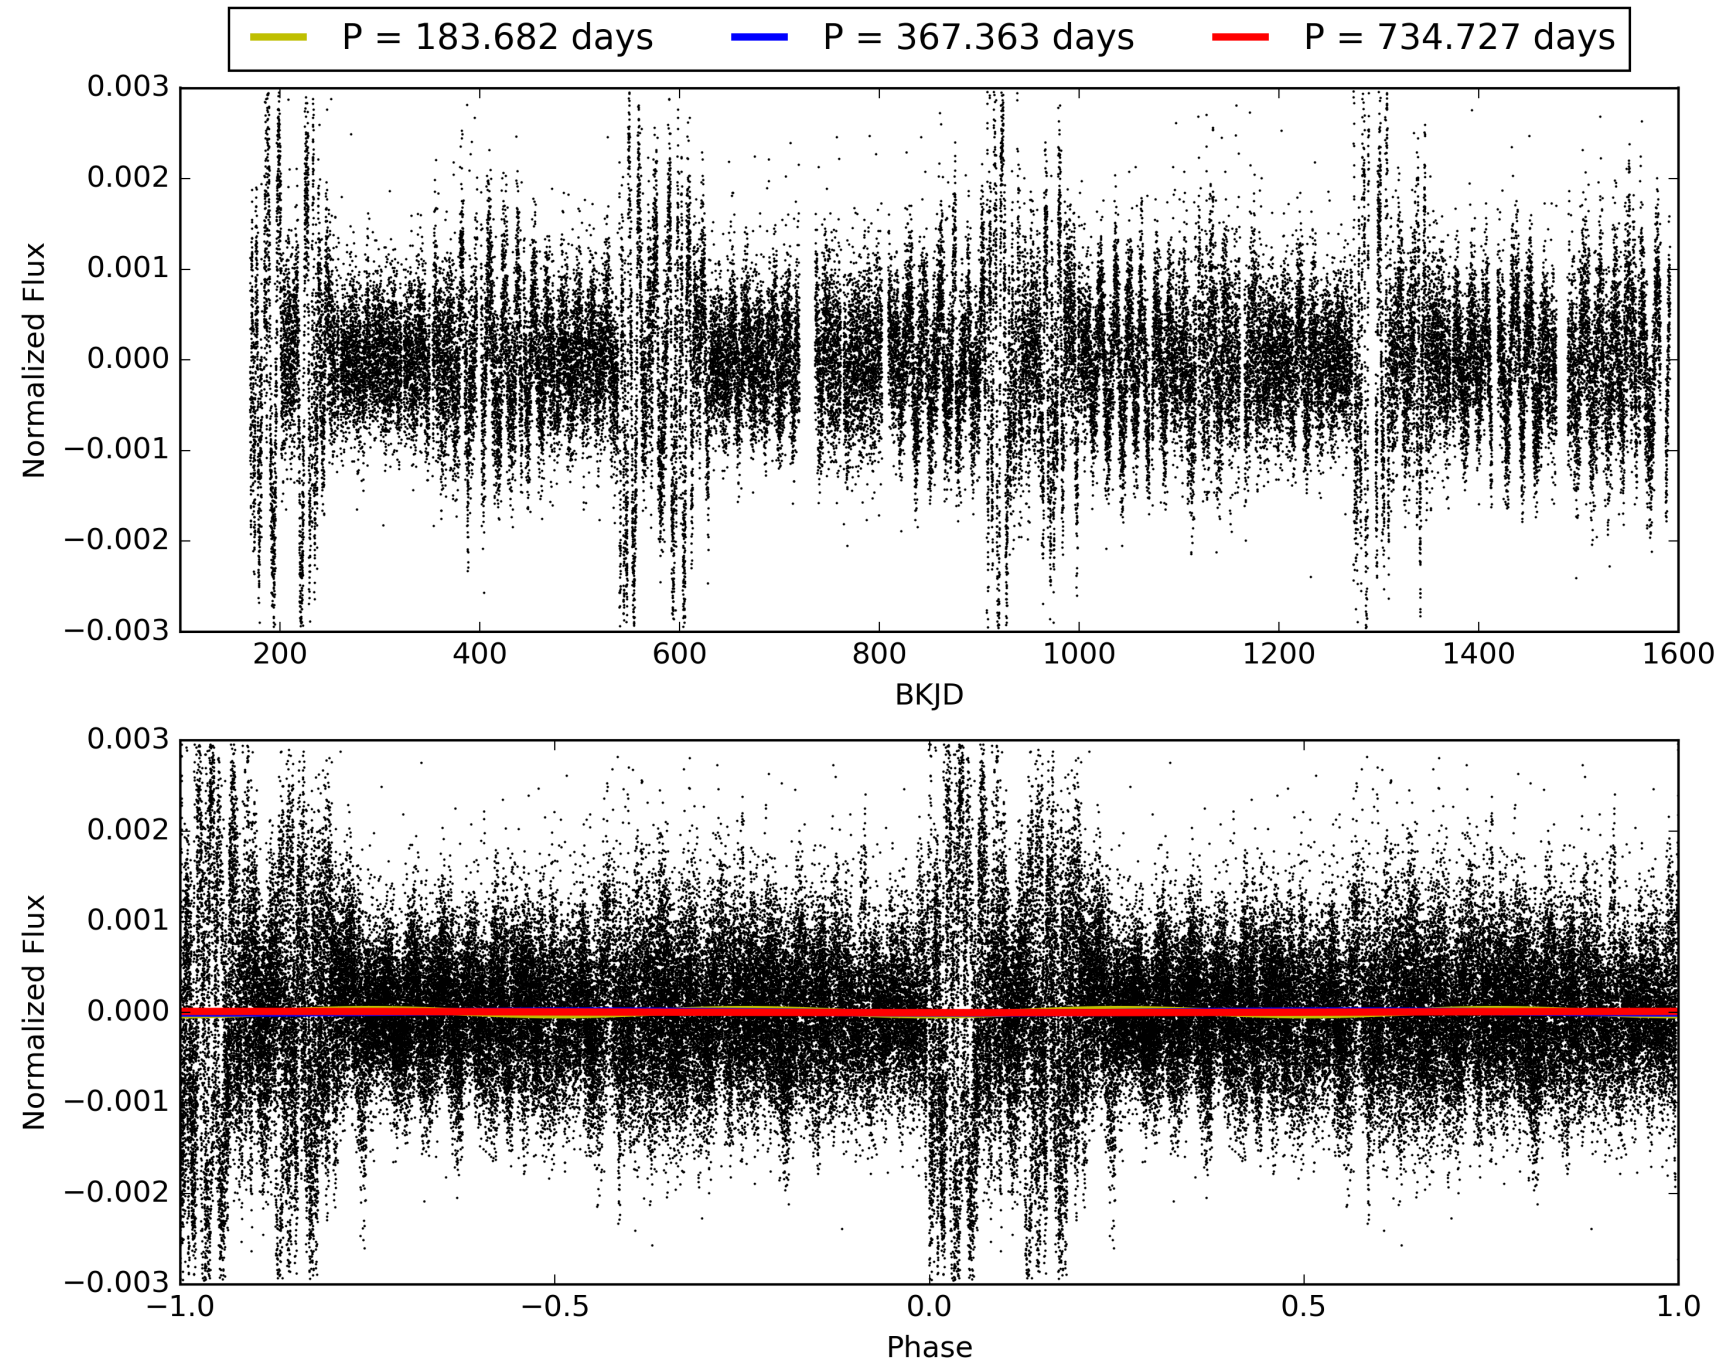 P = 183.682 days P = 367.363 days P = 734.727 days
0.003
0.002
0.001
0.000
−0.001
−0.002
−0.003
Normalized Flux
200 400 600 800 1000 1200 1400 1600
BKJD
0.003
0.002
0.001
0.000
−0.001
−0.002
−0.003
Normalized Flux
−1.0 −0.5 0.0 0.5 1.0
Phase